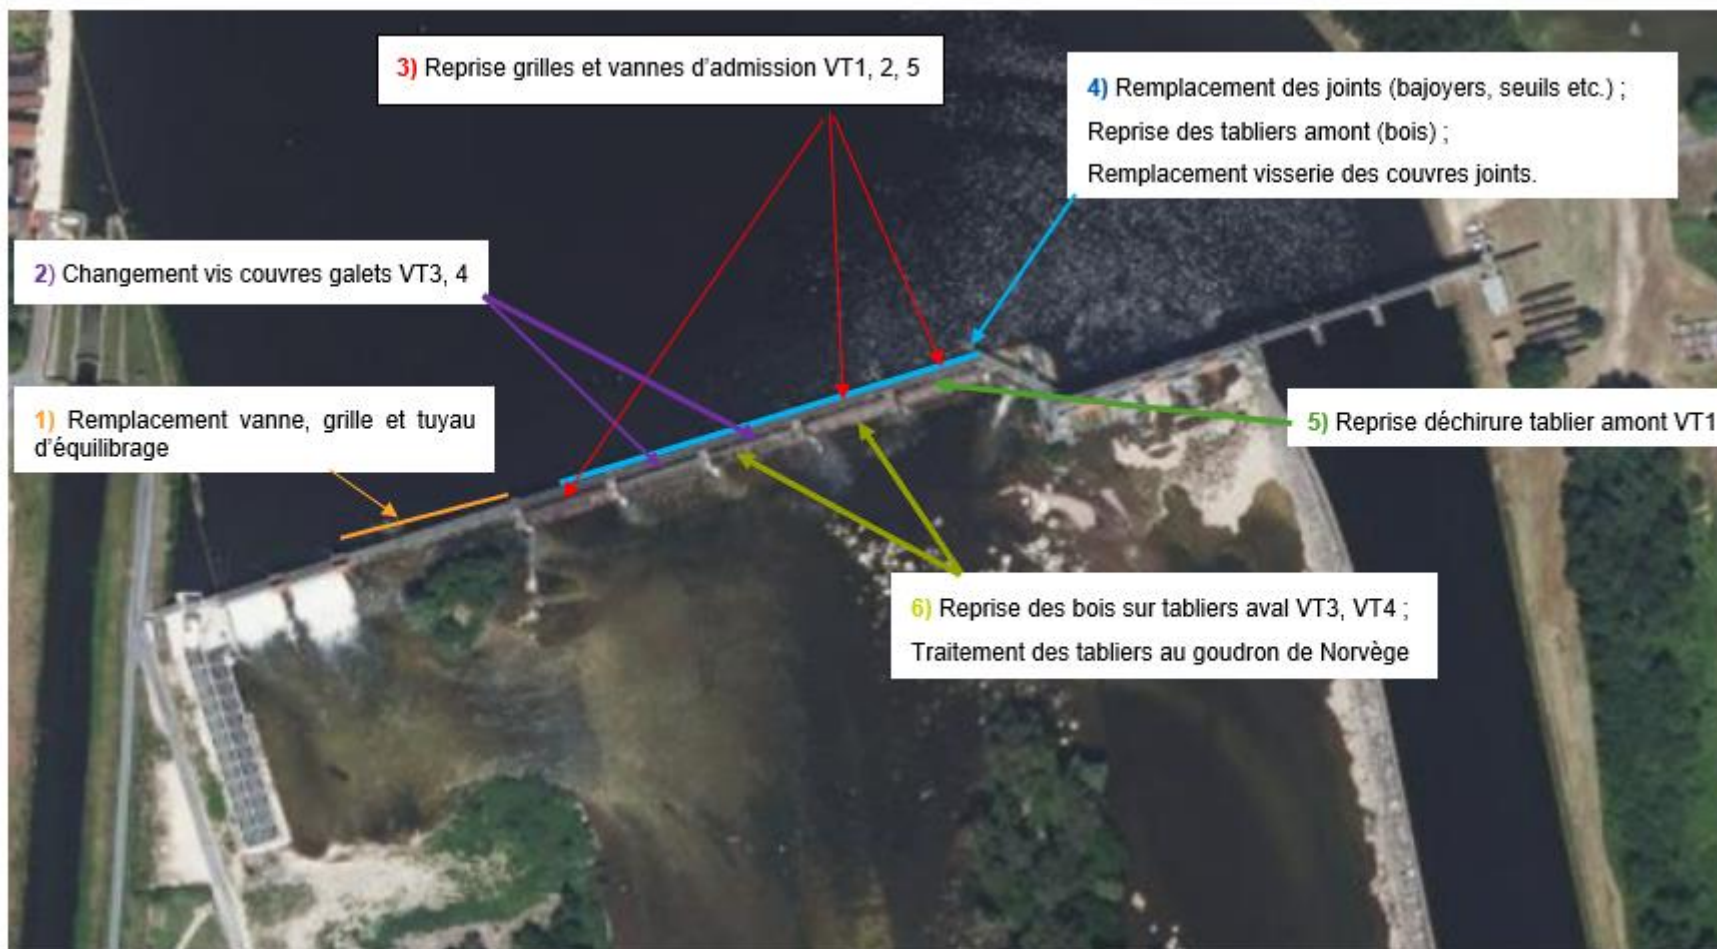 3) Reprise grilles et vannes d'admission VT1, 2, 5
4) Remplacement des joints (bajoyers, seuils etc.) ;
Reprise des tabliers amont (bois) ;
Remplacement visserie des couvres joints.
2) Changement vis couvres galets VT3, 4
1) Remplacement vanne, grille et tuyau
d'équilibrage
5) Reprise déchirure tablier amont VT1
6) Reprise des bois sur tabliers aval VT3, VT4 ;
Traitement des tabliers au goudron de Norvège